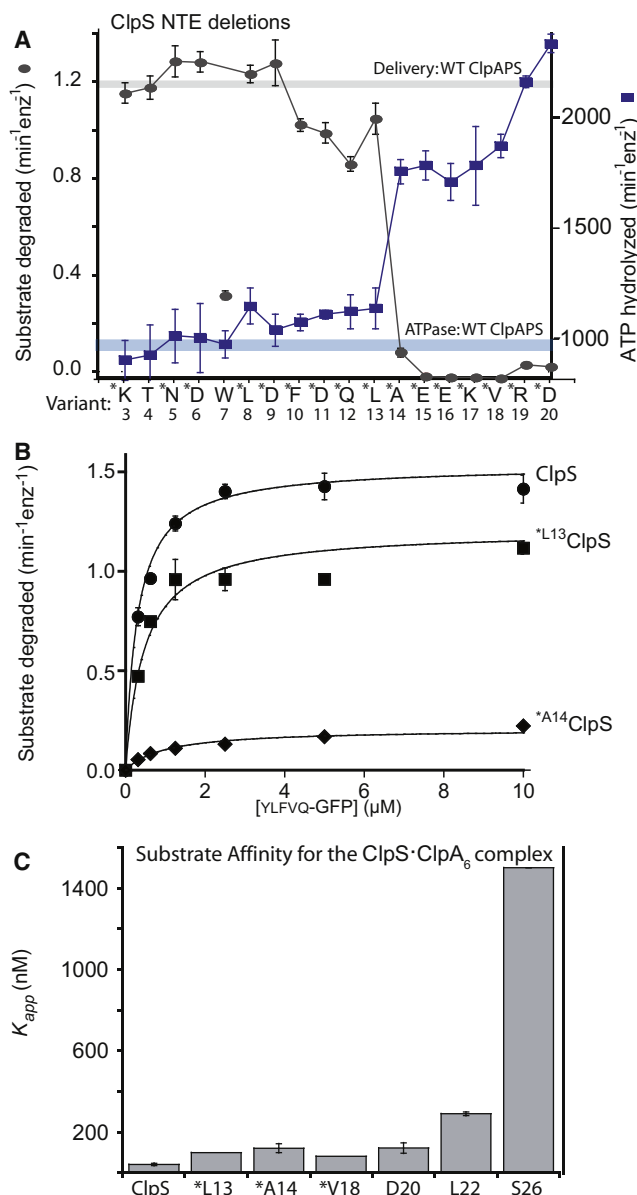 A
ClpS NTE deletions
Substrate degraded (min⁻¹enz⁻¹)
1.2
0.8
0.4
0.0
Delivery:WT ClpAPS
ATPase:WT ClpAPS
2000
1500
1000
ATP hydrolyzed (min⁻¹enz⁻¹)
*K T *N *D W *L *D *F *D *Q *L *A *E *E *K *V *R *D
Variant: 3 4 5 6 7 8 9 10 11 12 13 14 15 16 17 18 19 20
B
Substrate degraded (min⁻¹enz⁻¹)
1.5
1.0
0.5
0.0
ClpS
*L13ClpS
*A14ClpS
0 2 4 6 8 10
[YLFVQ-GFP] (µM)
C
Substrate Affinity for the ClpS·ClpA₆ complex
Kapp (nM)
1400
1000
600
200
ClpS *L13 *A14 *V18 D20 L22 S26